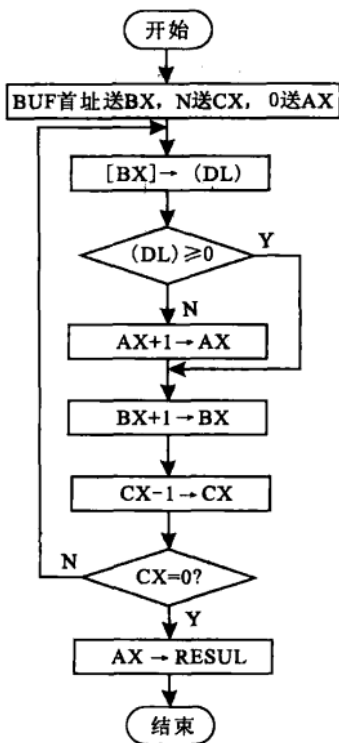 开始
BUF首址送BX，N送CX，0送AX
[BX]→(DL)
(DL)≥0
Y
N
AX+1→AX
BX+1→BX
CX-1→CX
N
CX=0?
Y
AX→RESUL
结束